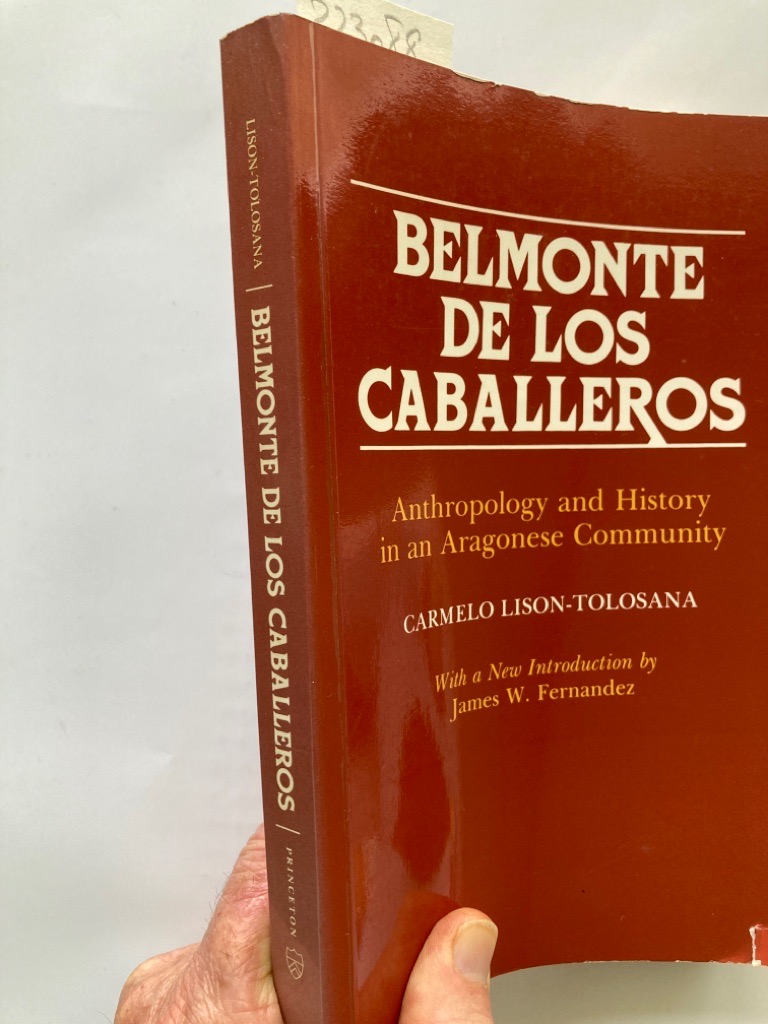 223088
LISON-TOLOSANA | BELMONTE DE LOS CABALLEROS | PRINCETON
BELMONTE
DE LOS
CABALLEROS
Anthropology and History
in an Aragonese Community
CARMELO LISON-TOLOSANA
With a New Introduction by
James W. Fernandez